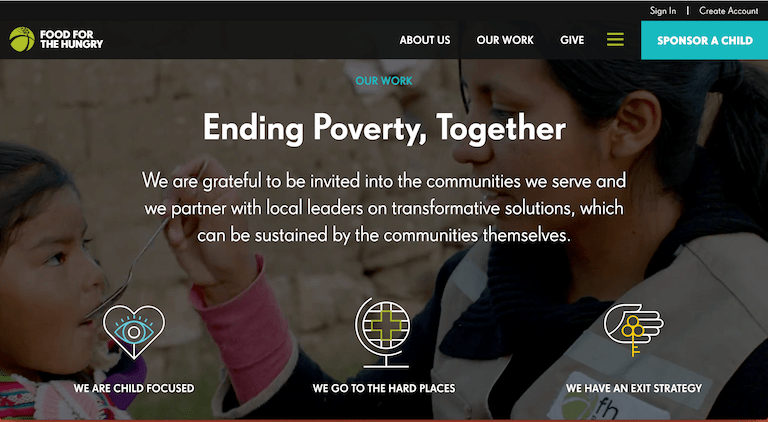 Sign In | Create Account
FOOD FOR
THE HUNGRY
ABOUT US
OUR WORK
GIVE
SPONSOR A CHILD
OUR WORK
Ending Poverty, Together
We are grateful to be invited into the communities we serve and
we partner with local leaders on transformative solutions, which
can be sustained by the communities themselves.
WE ARE CHILD FOCUSED
WE GO TO THE HARD PLACES
WE HAVE AN EXIT STRATEGY
fh